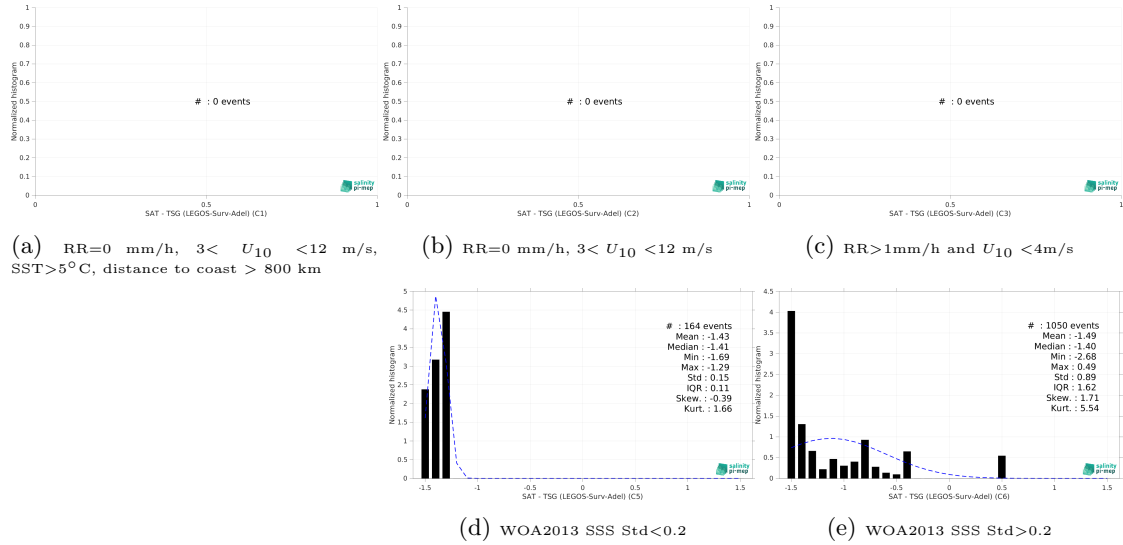 1
0.9
0.8
0.7
0.6
0.5
0.4
0.3
0.2
0.1
0
Normalized histogram
# : 0 events
salinity
pi-mep
0 0.5 1
SAT - TSG (LEGOS-Surv-Adel) (C1)
(a) RR=0 mm/h, 3< U10 <12 m/s,
SST>5°C, distance to coast > 800 km
1
0.9
0.8
0.7
0.6
0.5
0.4
0.3
0.2
0.1
0
Normalized histogram
# : 0 events
salinity
pi-mep
0 0.5 1
SAT - TSG (LEGOS-Surv-Adel) (C2)
(b) RR=0 mm/h, 3< U10 <12 m/s
1
0.9
0.8
0.7
0.6
0.5
0.4
0.3
0.2
0.1
0
Normalized histogram
# : 0 events
salinity
pi-mep
0 0.5 1
SAT - TSG (LEGOS-Surv-Adel) (C3)
(c) RR>1mm/h and U10 <4m/s
5
4.5
4
3.5
3
2.5
2
1.5
1
0.5
0
Normalized histogram
# : 164 events
Mean : -1.43
Median : -1.41
Min : -1.69
Max : -1.29
Std : 0.15
IQR : 0.11
Skew. : -0.39
Kurt. : 1.66
salinity
pi-mep
-1.5 -1 -0.5 0 0.5 1 1.5
SAT - TSG (LEGOS-Surv-Adel) (C5)
(d) WOA2013 SSS Std<0.2
4.5
4
3.5
3
2.5
2
1.5
1
0.5
0
Normalized histogram
# : 1050 events
Mean : -1.49
Median : -1.40
Min : -2.68
Max : 0.49
Std : 0.89
IQR : 1.62
Skew. : 1.71
Kurt. : 5.54
salinity
pi-mep
-1.5 -1 -0.5 0 0.5 1 1.5
SAT - TSG (LEGOS-Surv-Adel) (C6)
(e) WOA2013 SSS Std>0.2